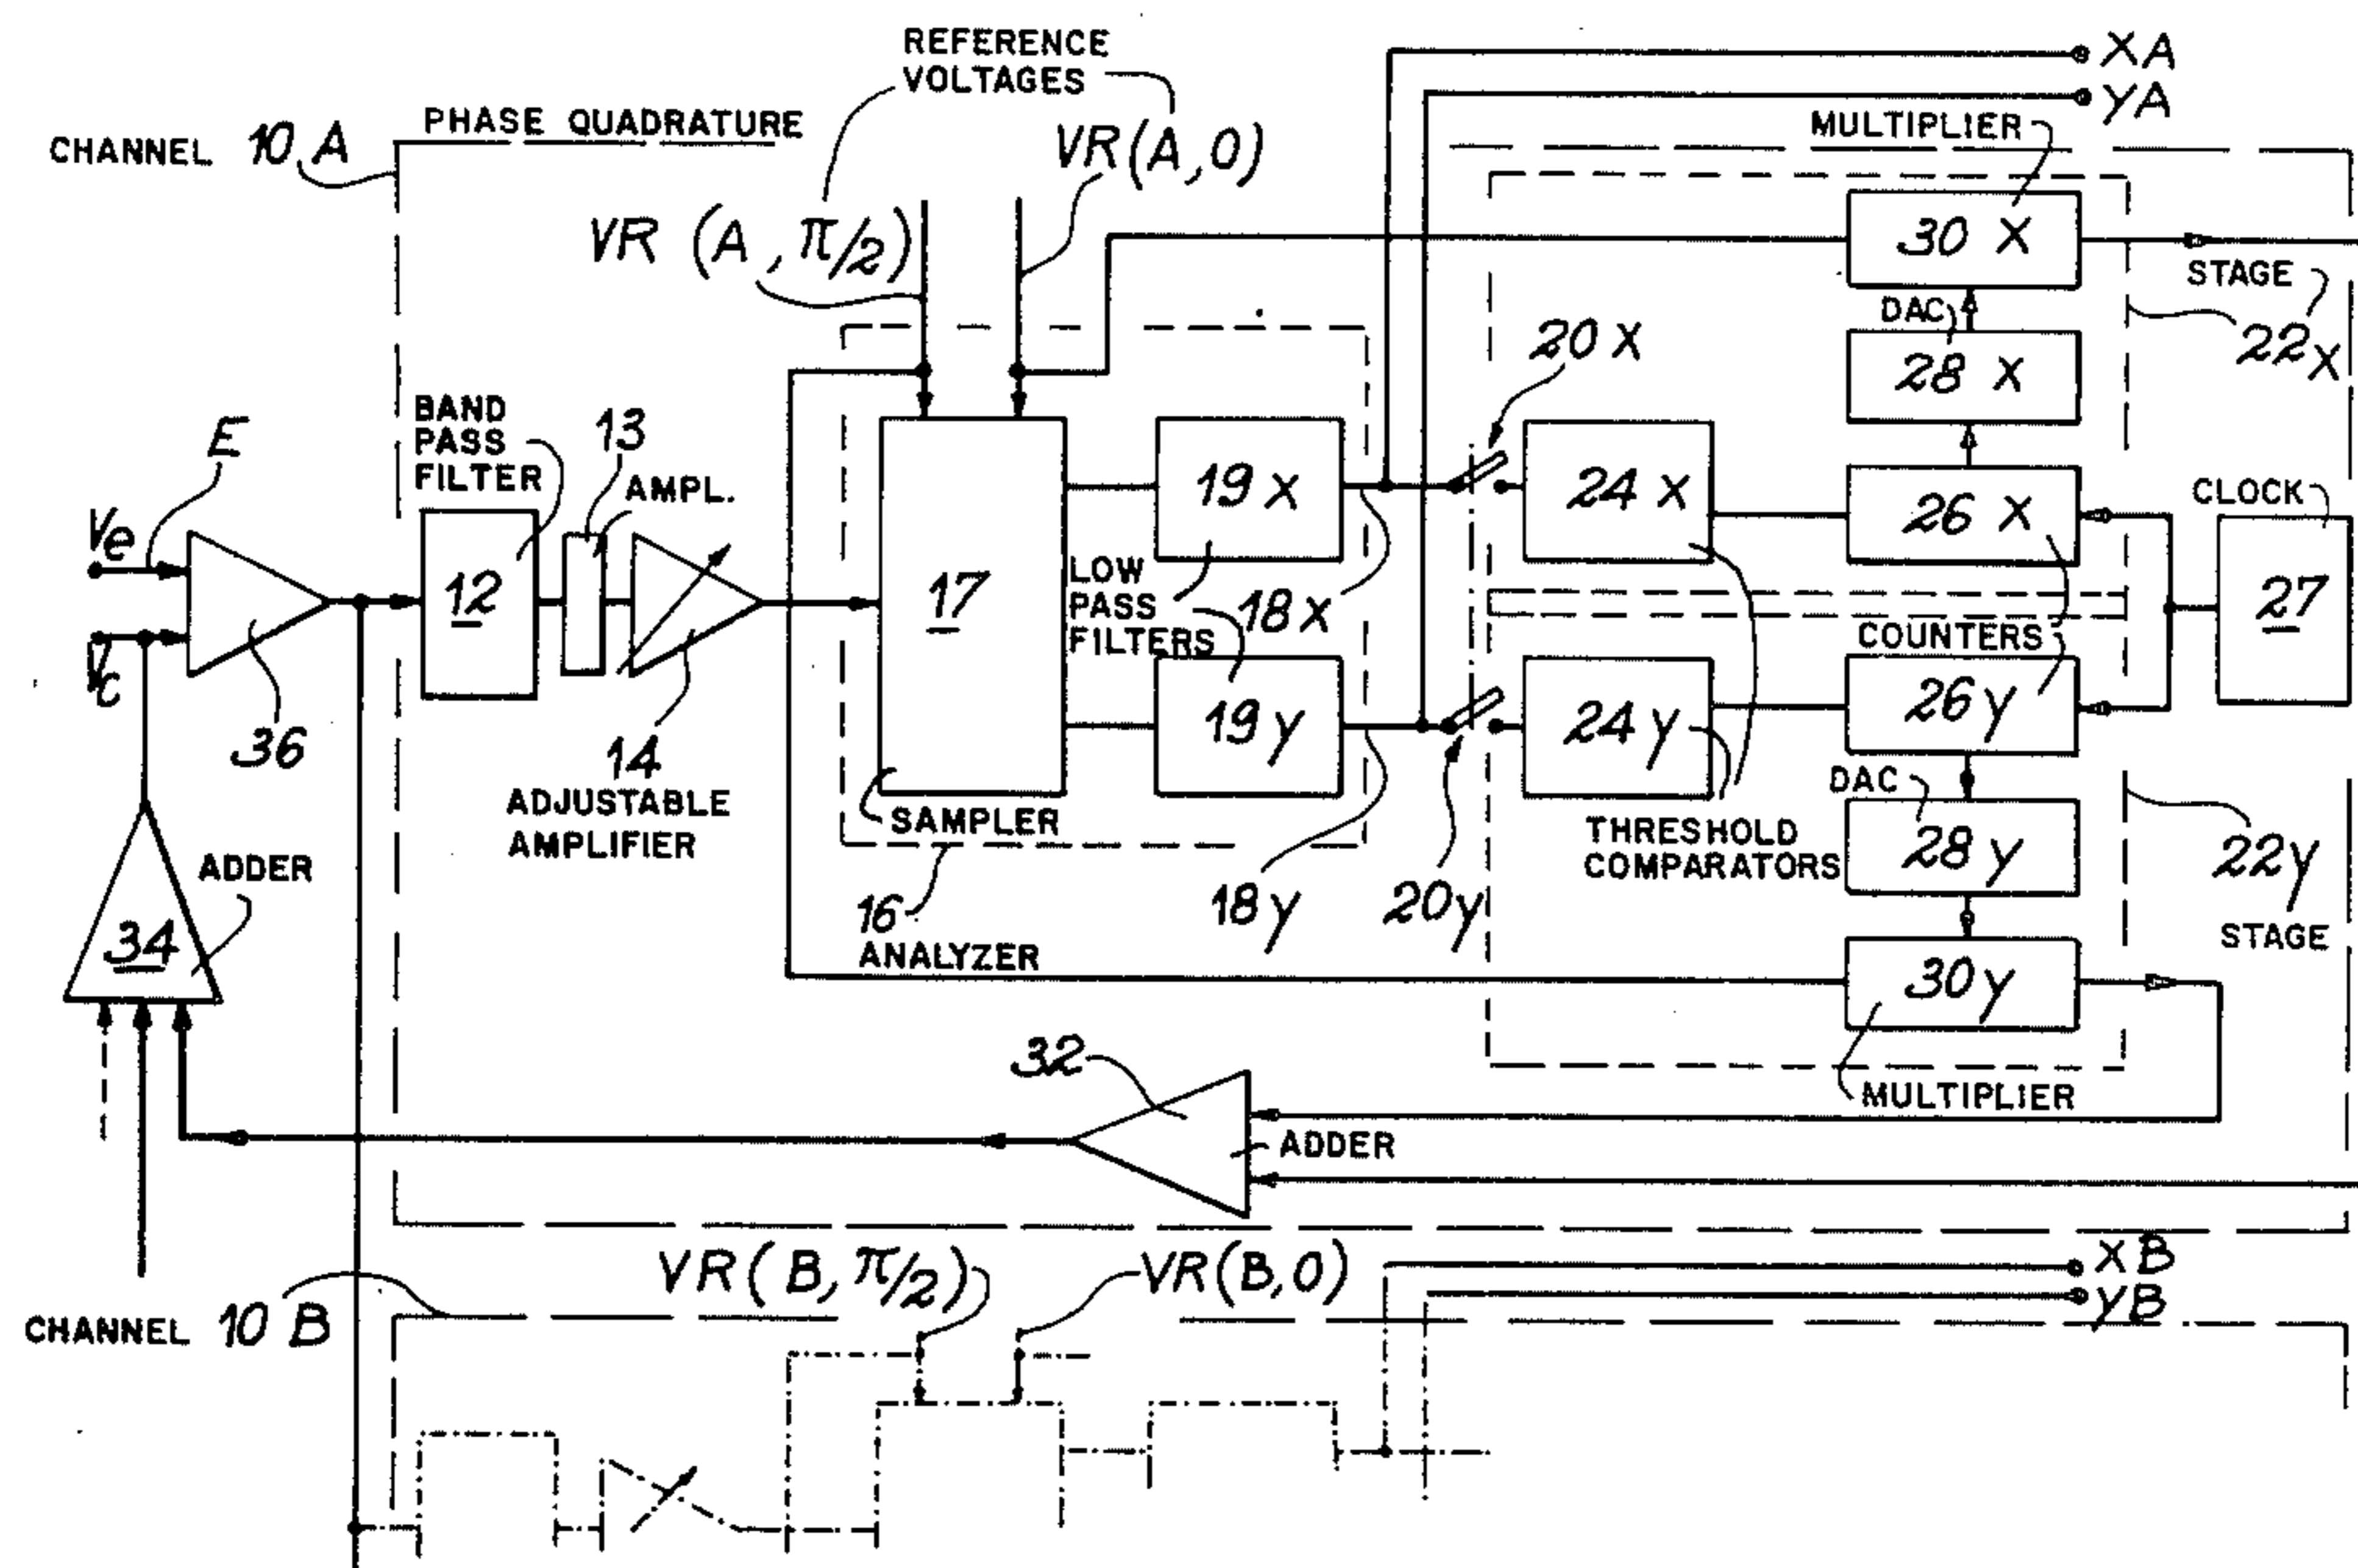 REFERENCE
VOLTAGES
XA
YA
CHANNEL 10 A
PHASE QUADRATURE
VR (A, π/2)
VR(A,0)
MULTIPLIER
30 X
STAGE
22x
DAC
28 X
20 X
BAND
PASS
FILTER
13
AMPL.
E
Ve
Vc
36
12
14
ADJUSTABLE
AMPLIFIER
17
SAMPLER
16
ANALYZER
19 X
LOW
PASS
FILTERS
18x
19 y
18y
20y
24 X
24 y
THRESHOLD
COMPARATORS
26 X
COUNTERS
26 y
CLOCK
27
DAC
28 y
22y
STAGE
30y
MULTIPLIER
ADDER
34
32
ADDER
CHANNEL 10 B
VR(B, π/2)
VR(B,0)
XB
YB